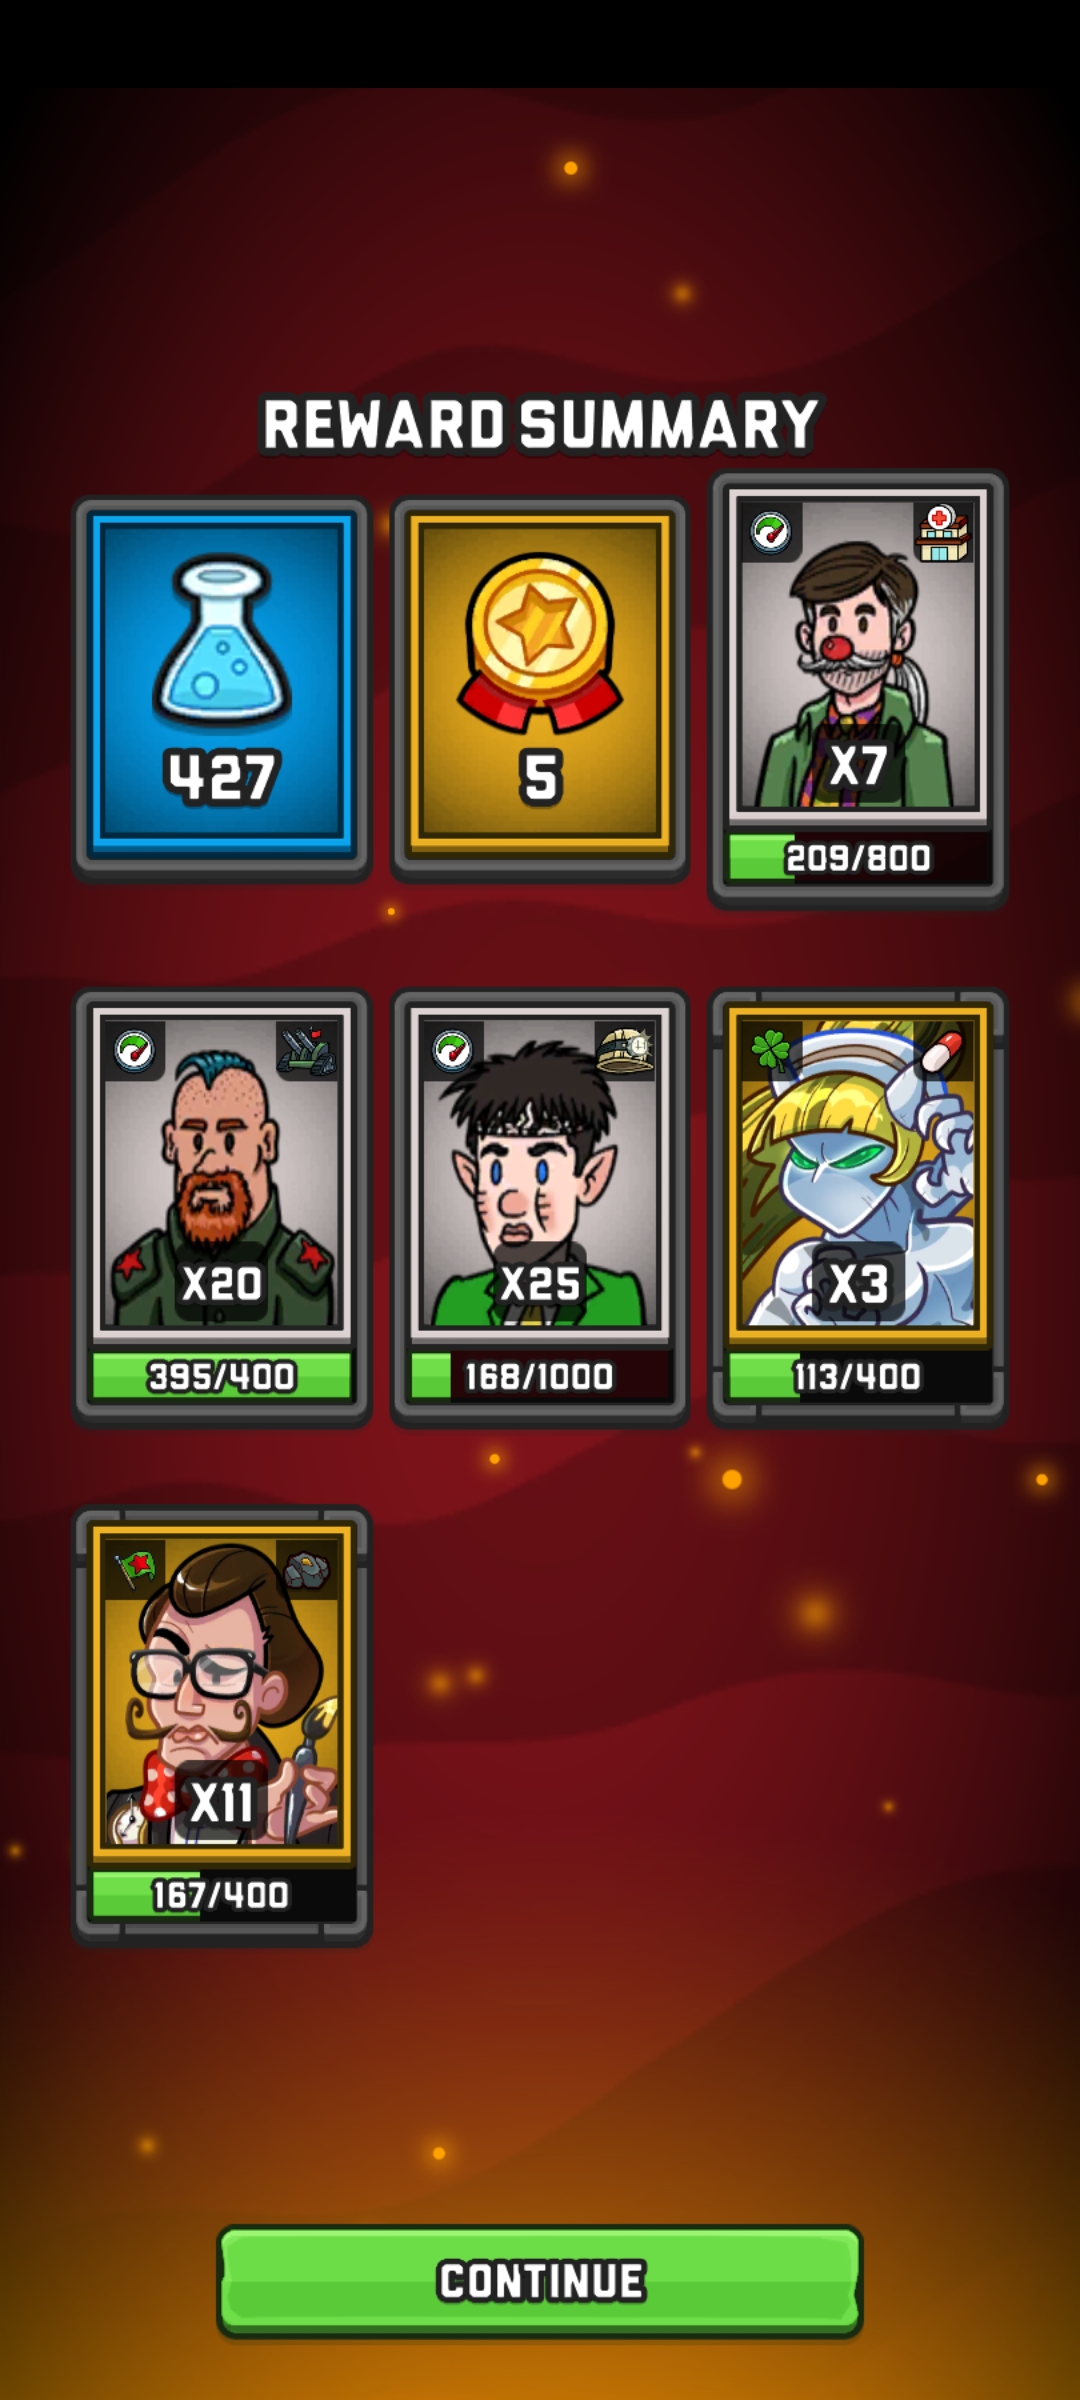 REWARD SUMMARY
427
5
X7
209/800
X20
395/400
X25
168/1000
X3
113/400
X11
167/400
CONTINUE